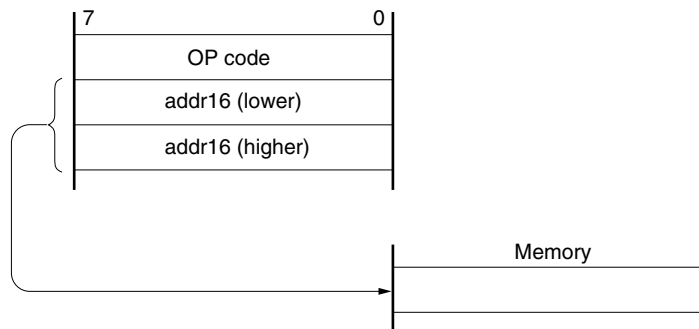 7 0
OP code
addr16 (lower)
addr16 (higher)
Memory